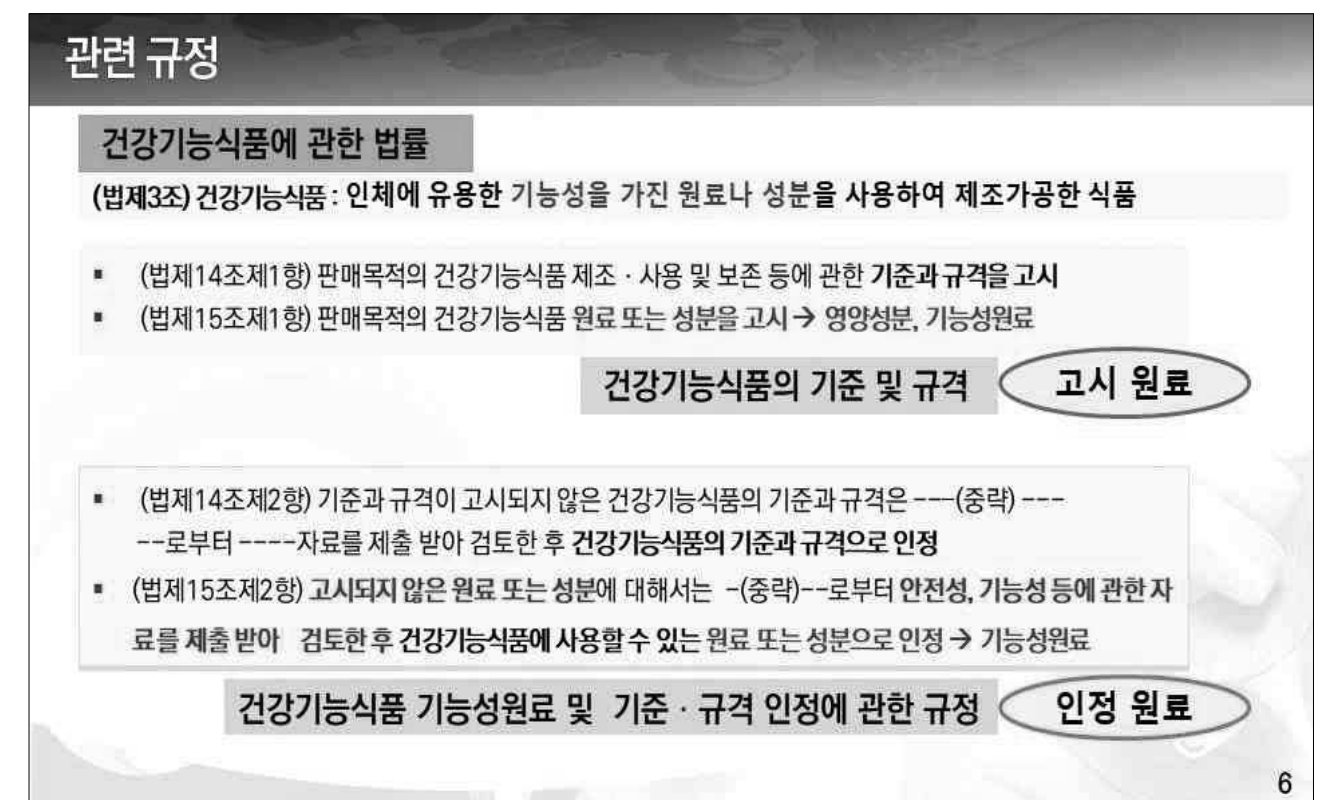 관련 규정
건강기능식품에 관한 법률
(법제3조) 건강기능식품 : 인체에 유용한 기능성을 가진 원료나 성분을 사용하여 제조가공한 식품
▪ (법제14조제1항) 판매목적의 건강기능식품 제조 · 사용 및 보존 등에 관한 기준과 규격을 고시
▪ (법제15조제1항) 판매목적의 건강기능식품 원료 또는 성분을 고시 → 영양성분, 기능성원료
건강기능식품의 기준 및 규격 고시 원료
▪ (법제14조제2항) 기준과 규격이 고시되지 않은 건강기능식품의 기준과 규격은 ---(중략) ---
--로부터 ----자료를 제출 받아 검토한 후 건강기능식품의 기준과 규격으로 인정
▪ (법제15조제2항) 고시되지 않은 원료 또는 성분에 대해서는 -(중략)--로부터 안전성, 기능성 등에 관한 자
료를 제출 받아 검토한 후 건강기능식품에 사용할 수 있는 원료 또는 성분으로 인정 → 기능성원료
건강기능식품 기능성원료 및 기준 · 규격 인정에 관한 규정 인정 원료
6